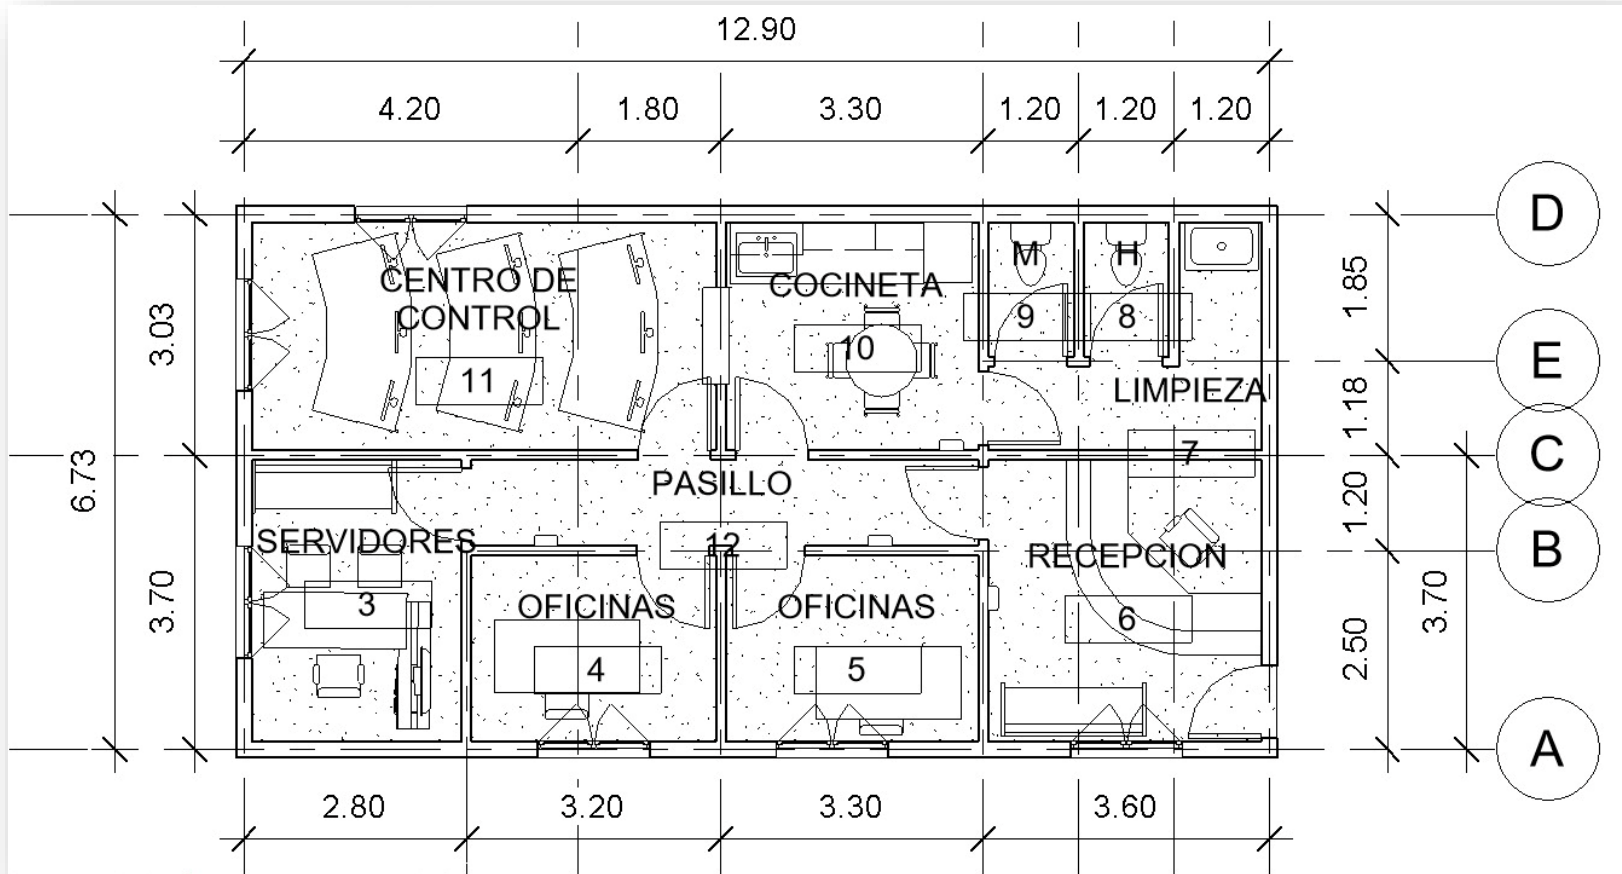 12.90
4.20 1.80 3.30 1.20 1.20 1.20
D
M H
CENTRO DE
CONTROL
COCINETA
1.85
3.03
9 8
10
E
11
LIMPIEZA
1.18
7
C
6.73
PASILLO
1.20
12
SERVIDORES
RECEPCION
B
3
OFICINAS OFICINAS
3.70
3.70
6
2.50
4 5
A
2.80 3.20 3.30 3.60